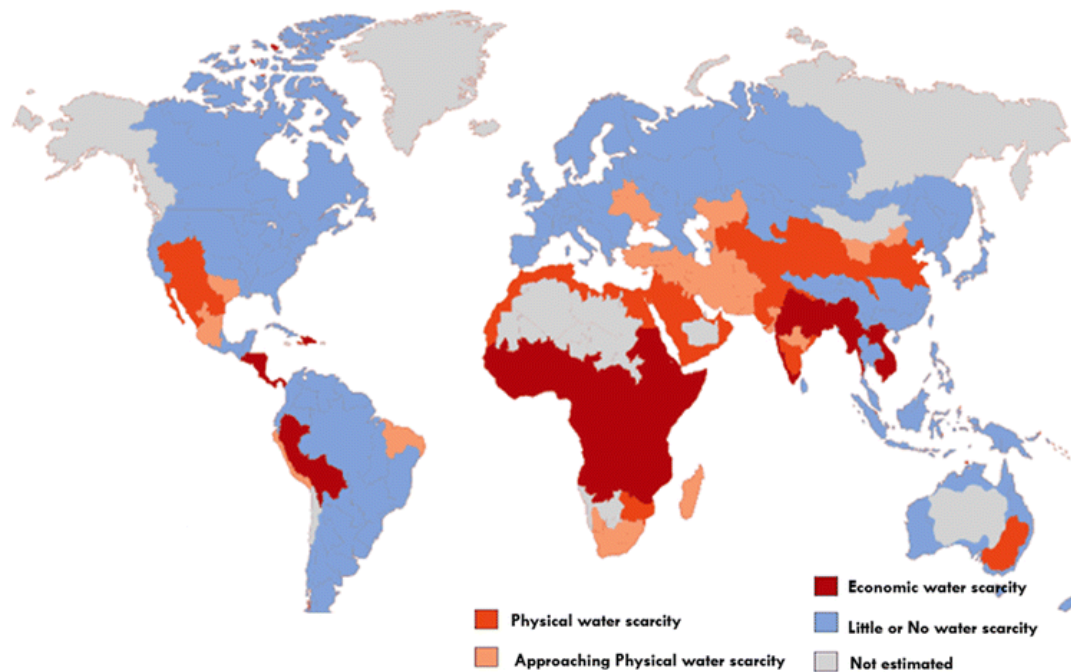 Economic water scarcity
Physical water scarcity
Little or No water scarcity
Approaching Physical water scarcity
Not estimated